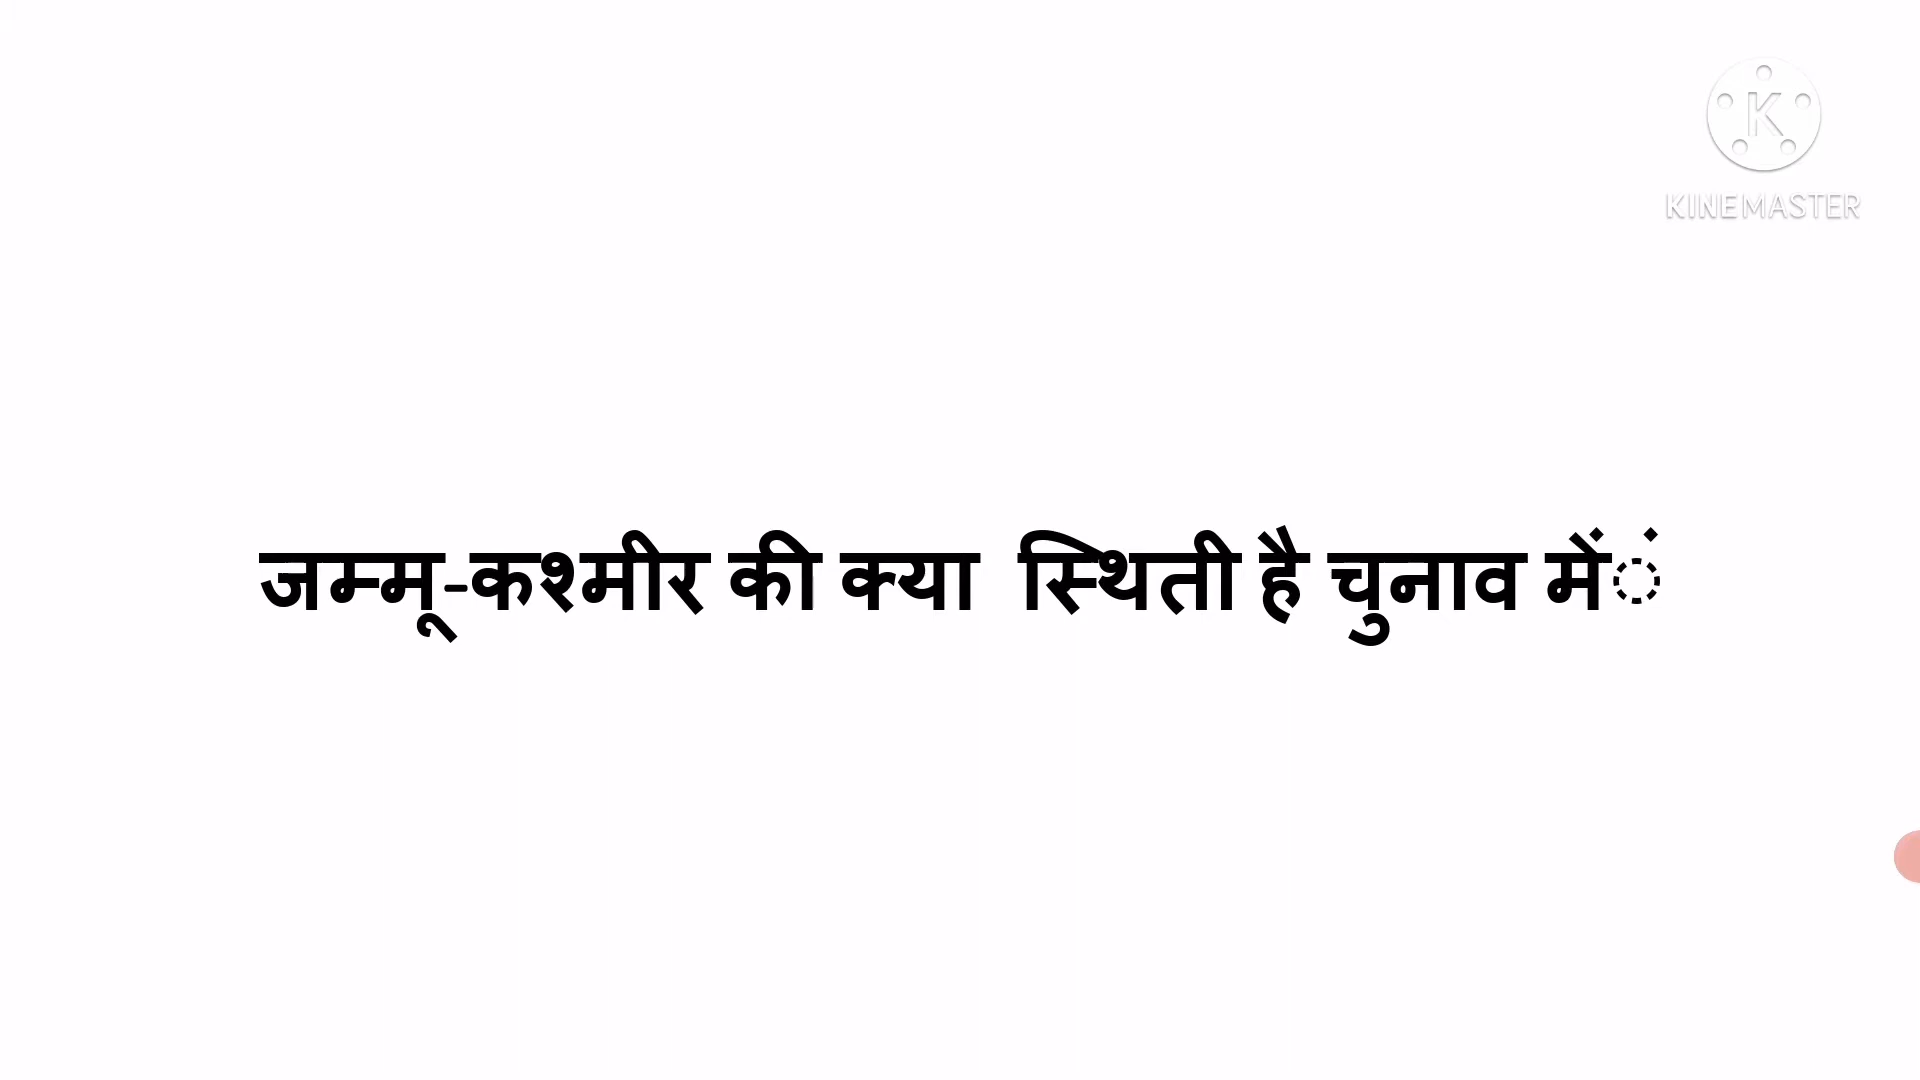 KINEMASTER
जम्मू-कश्मीर की क्या  स्थिती है चुनाव मेंं